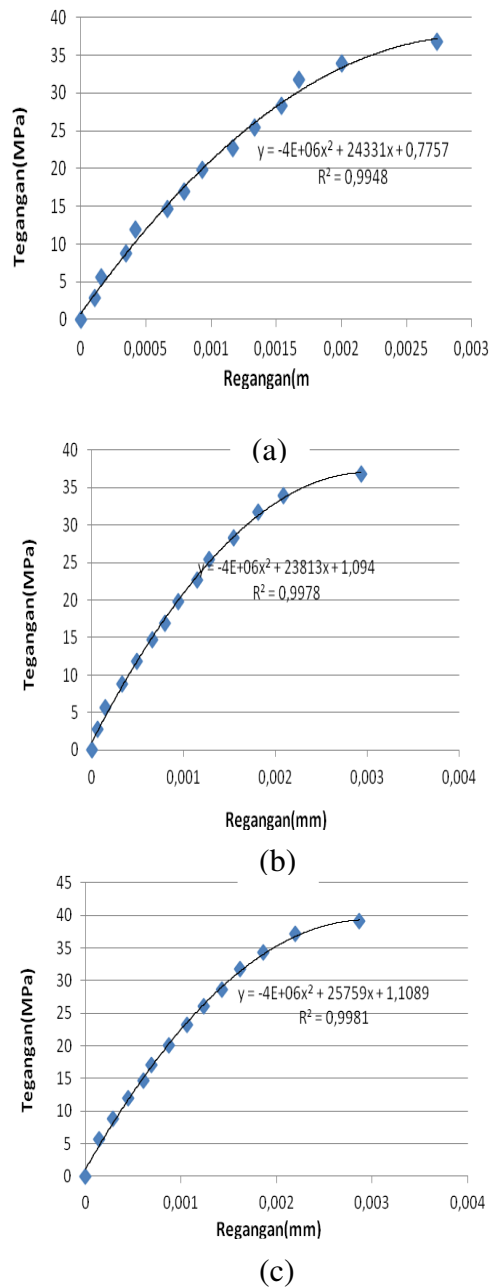 40
35
30
25
20
15
10
5
0
Tegangan(MPa)
y = -4E+06x² + 24331x + 0,7757
R² = 0,9948
0 0,0005 0,001 0,0015 0,002 0,0025 0,003
Regangan(m
(a)
40
35
30
25
20
15
10
5
0
Tegangan(MPa)
y = -4E+06x² + 23813x + 1,094
R² = 0,9978
0 0,001 0,002 0,003 0,004
Regangan(mm)
(b)
45
40
35
30
25
20
15
10
5
0
Tegangan(MPa)
y = -4E+06x² + 25759x + 1,1089
R² = 0,9981
0 0,001 0,002 0,003 0,004
Regangan(mm)
(c)